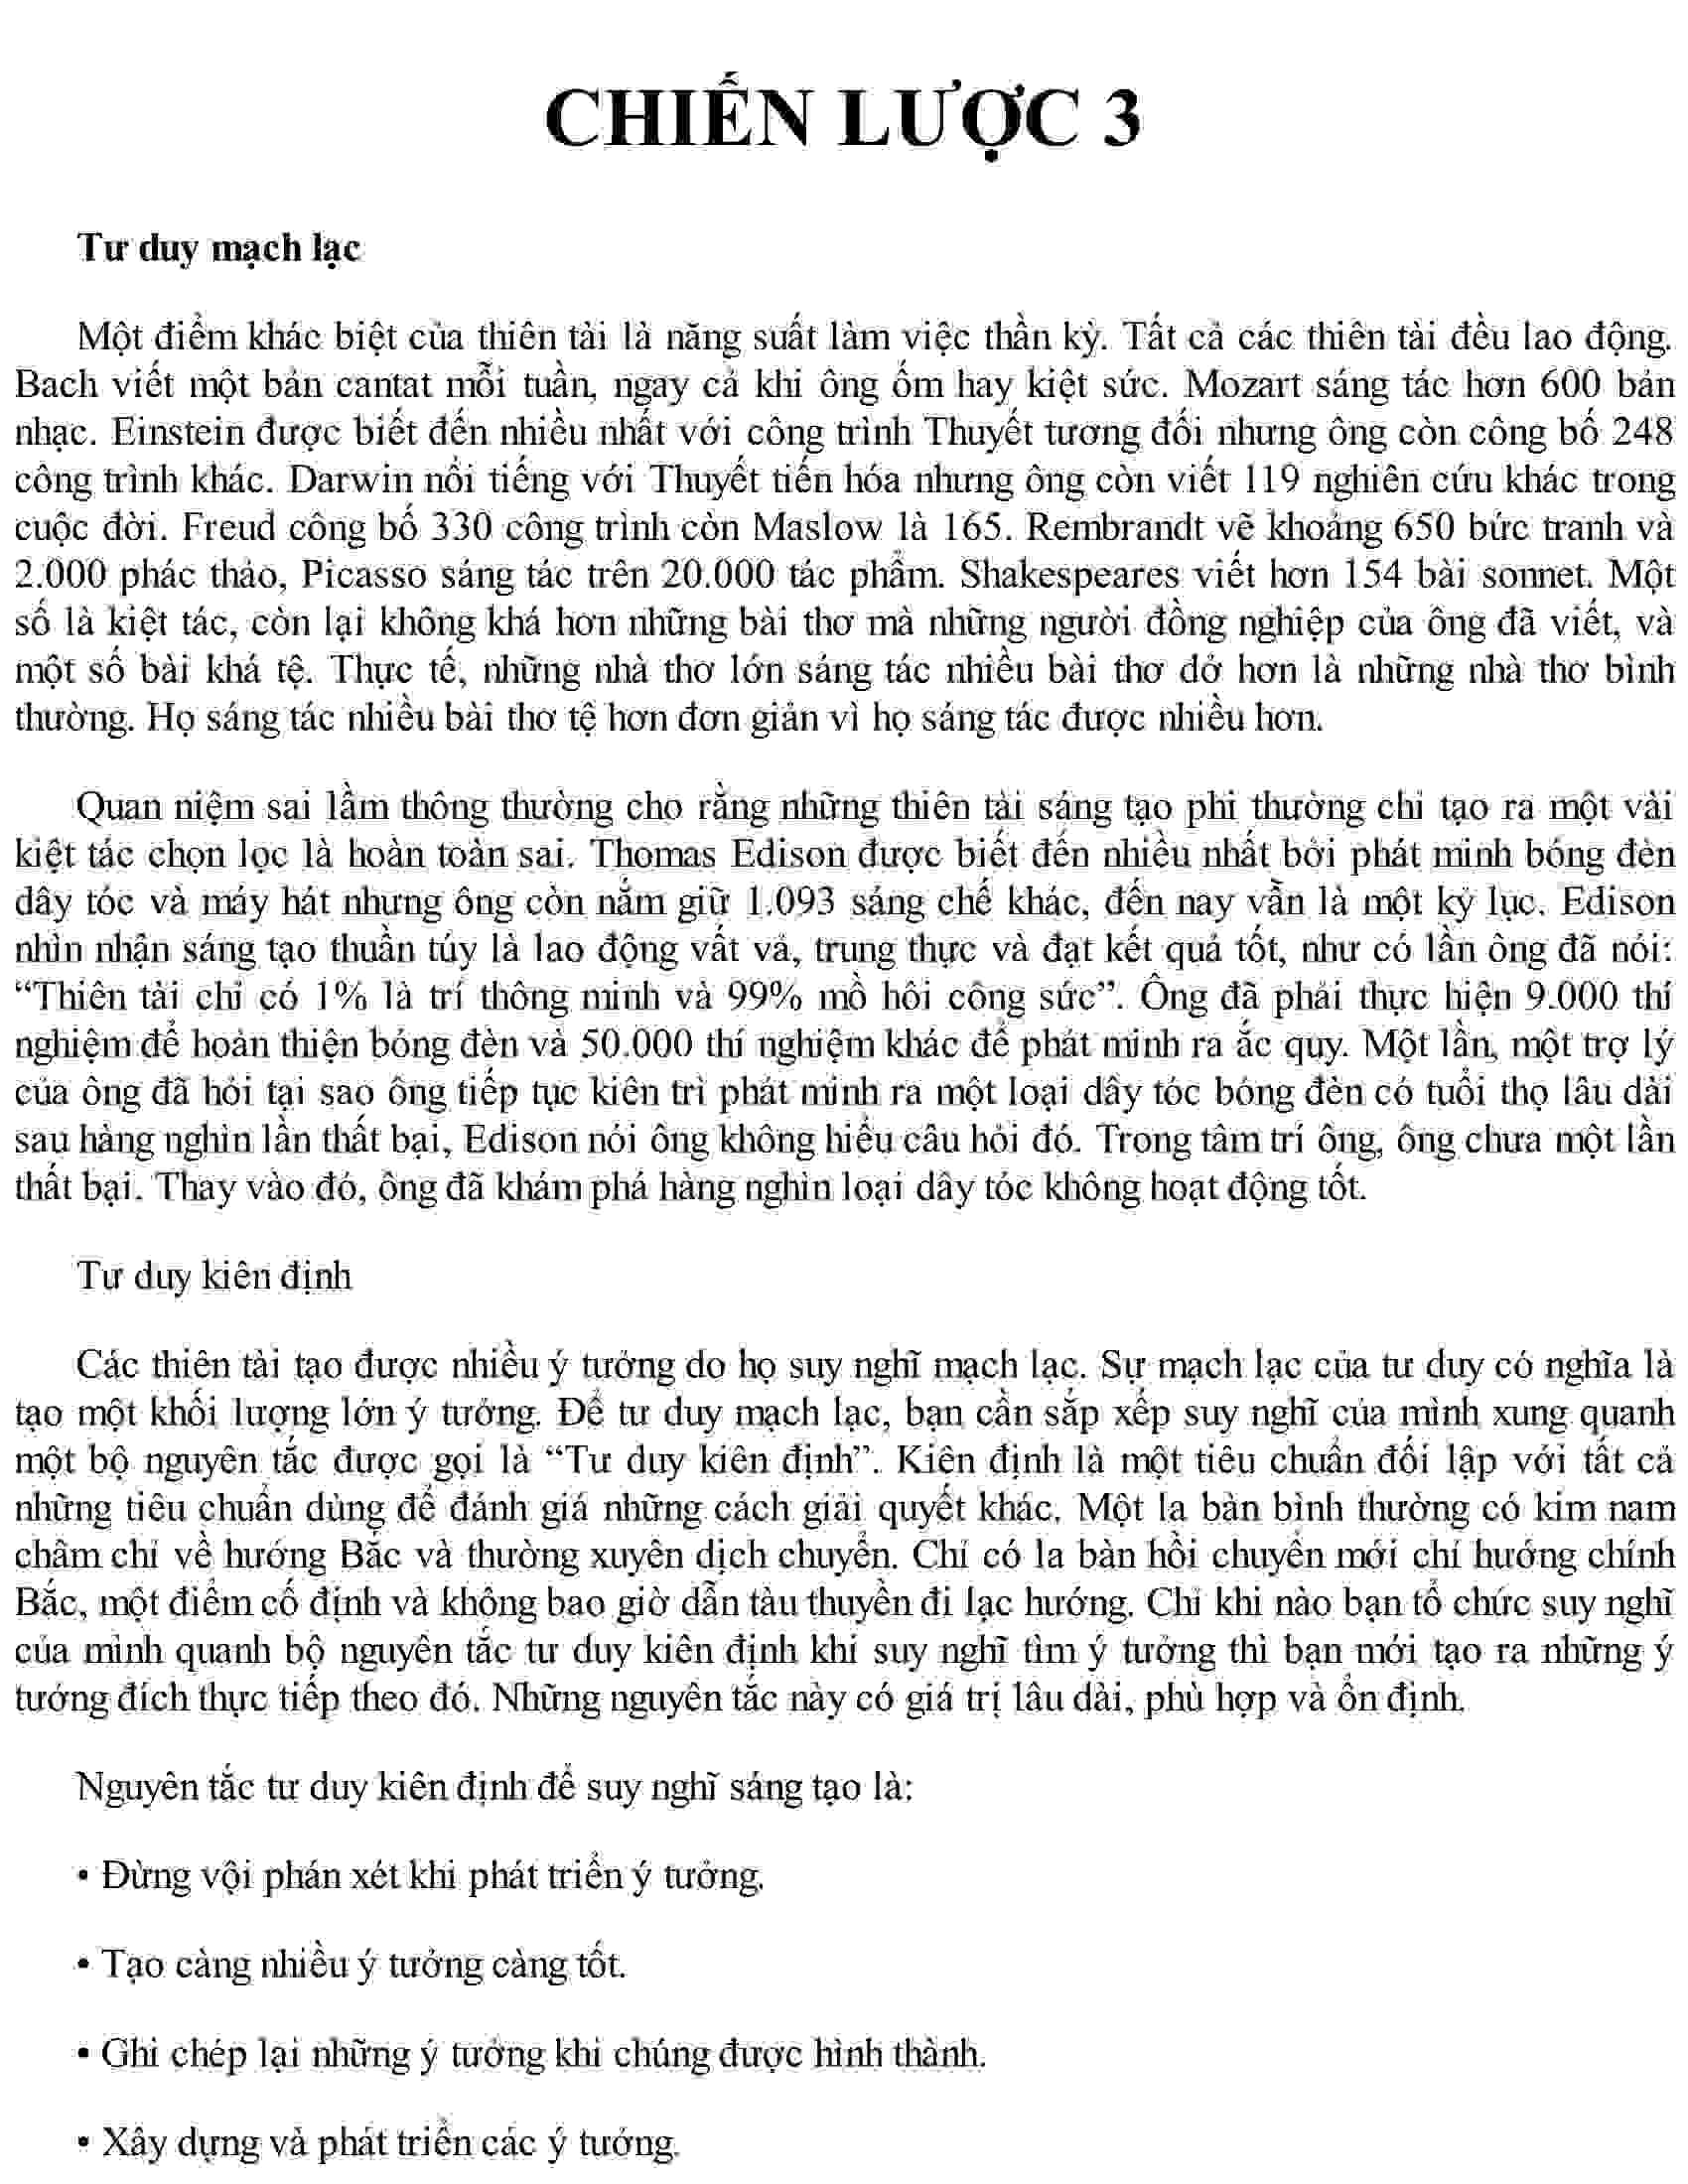 CHIẾN LƯỢC 3
Tư duy mạch lạc
Một điểm khác biệt của thiên tài là năng suất làm việc thần kỳ. Tất cả các thiên tài đều lao động.
Bach viết một bản cantat mỗi tuần, ngay cả khi ông ốm hay kiệt sức. Mozart sáng tác hơn 600 bản
nhạc. Einstein được biết đến nhiều nhất với công trình Thuyết tương đối nhưng ông còn công bố 248
công trình khác. Darwin nổi tiếng với Thuyết tiến hóa nhưng ông còn viết 119 nghiên cứu khác trong
cuộc đời. Freud công bố 330 công trình còn Maslow là 165. Rembrandt vẽ khoảng 650 bức tranh và
2.000 phác thảo, Picasso sáng tác trên 20.000 tác phẩm. Shakespeares viết hơn 154 bài sonnet. Một
số là kiệt tác, còn lại không khá hơn những bài thơ mà những người đồng nghiệp của ông đã viết, và
một số bài khá tệ. Thực tế, những nhà thơ lớn sáng tác nhiều bài thơ dở hơn là những nhà thơ bình
thường. Họ sáng tác nhiều bài thơ tệ hơn đơn giản vì họ sáng tác được nhiều hơn.
Quan niệm sai lầm thông thường cho rằng những thiên tài sáng tạo phi thường chỉ tạo ra một vài
kiệt tác chọn lọc là hoàn toàn sai. Thomas Edison được biết đến nhiều nhất bởi phát minh bóng đèn
dây tóc và máy hát nhưng ông còn nắm giữ 1.093 sáng chế khác, đến nay vẫn là một kỷ lục. Edison
nhìn nhận sáng tạo thuần túy là lao động vất vả, trung thực và đạt kết quả tốt, như có lần ông đã nói:
“Thiên tài chỉ có 1% là trí thông minh và 99% mồ hôi công sức”. Ông đã phải thực hiện 9.000 thí
nghiệm để hoàn thiện bóng đèn và 50.000 thí nghiệm khác để phát minh ra ắc quy. Một lần, một trợ lý
của ông đã hỏi tại sao ông tiếp tục kiên trì phát minh ra một loại dây tóc bóng đèn có tuổi thọ lâu dài
sau hàng nghìn lần thất bại, Edison nói ông không hiểu câu hỏi đó. Trong tâm trí ông, ông chưa một lần
thất bại. Thay vào đó, ông đã khám phá hàng nghìn loại dây tóc không hoạt động tốt.
Tư duy kiên định
Các thiên tài tạo được nhiều ý tưởng do họ suy nghĩ mạch lạc. Sự mạch lạc của tư duy có nghĩa là
tạo một khối lượng lớn ý tưởng. Để tư duy mạch lạc, bạn cần sắp xếp suy nghĩ của mình xung quanh
một bộ nguyên tắc được gọi là “Tư duy kiên định”. Kiên định là một tiêu chuẩn đối lập với tất cả
những tiêu chuẩn dùng để đánh giá những cách giải quyết khác. Một la bàn bình thường có kim nam
châm chỉ về hướng Bắc và thường xuyên dịch chuyển. Chỉ có la bàn hồi chuyển mới chỉ hướng chính
Bắc, một điểm cố định và không bao giờ dẫn tàu thuyền đi lạc hướng. Chỉ khi nào bạn tổ chức suy nghĩ
của mình quanh bộ nguyên tắc tư duy kiên định khi suy nghĩ tìm ý tưởng thì bạn mới tạo ra những ý
tưởng đích thực tiếp theo đó. Những nguyên tắc này có giá trị lâu dài, phù hợp và ổn định.
Nguyên tắc tư duy kiên định để suy nghĩ sáng tạo là:
• Đừng vội phán xét khi phát triển ý tưởng.
• Tạo càng nhiều ý tưởng càng tốt.
• Ghi chép lại những ý tưởng khi chúng được hình thành.
• Xây dựng và phát triển các ý tưởng.